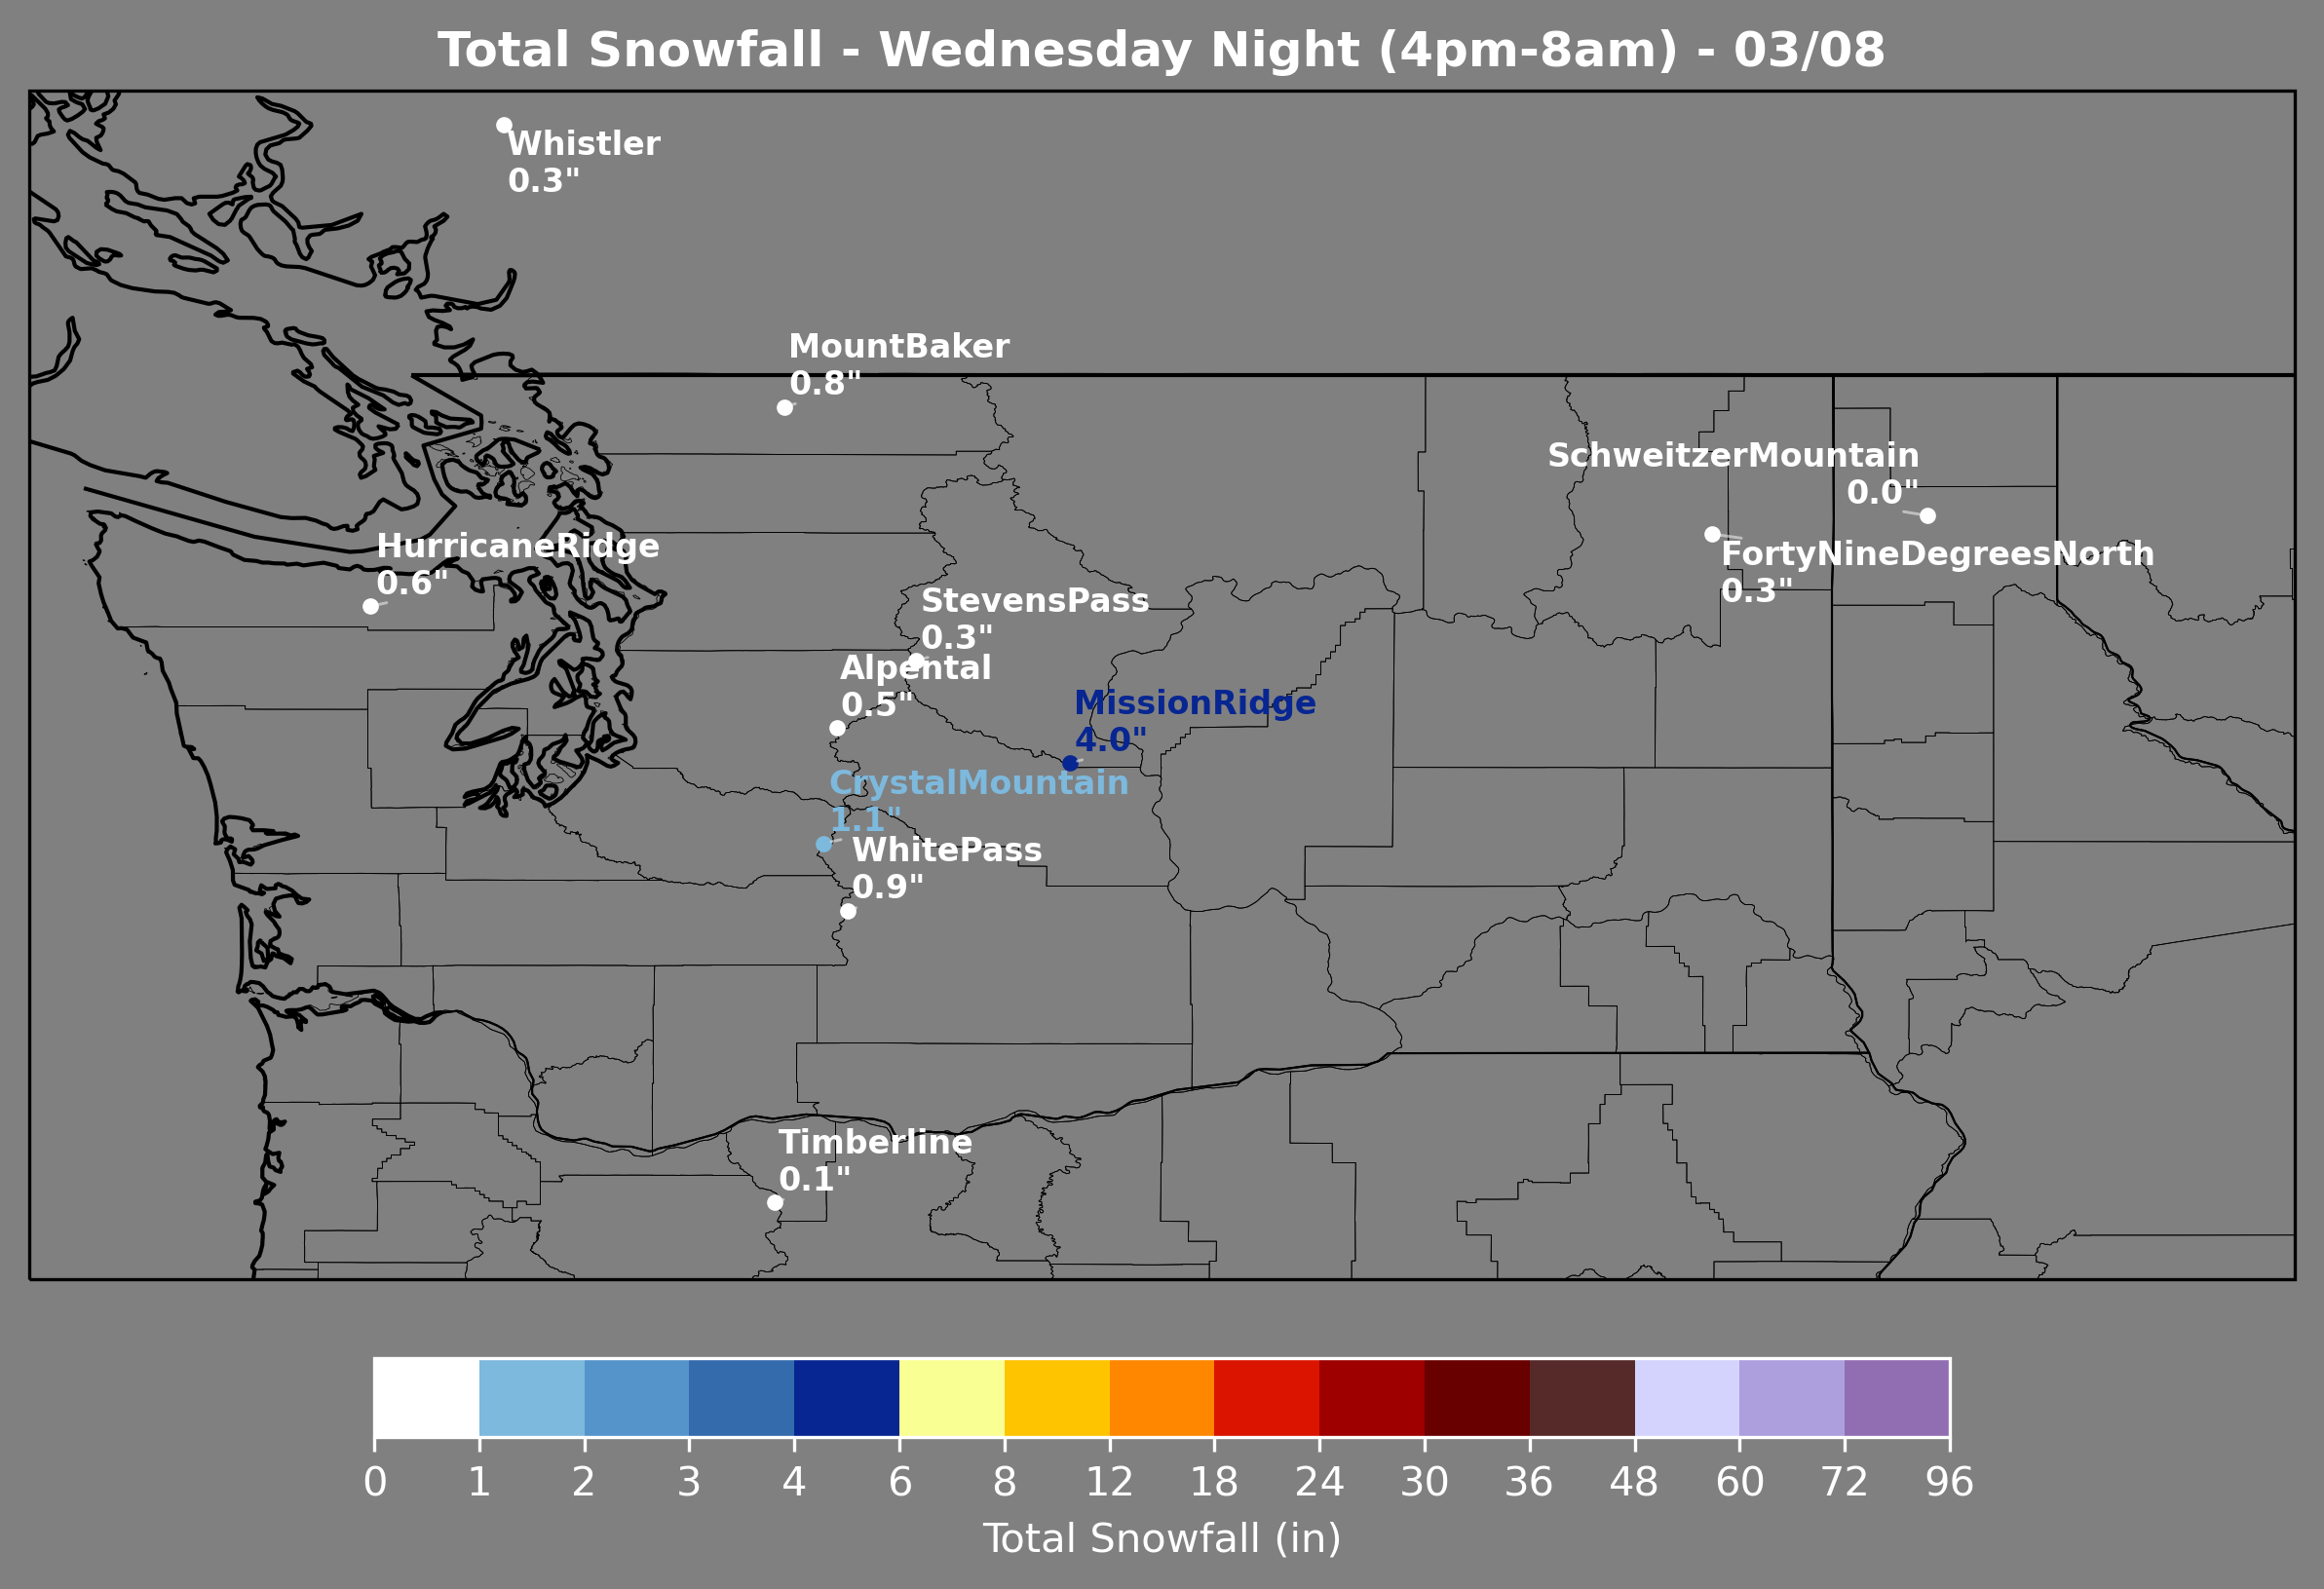 Total Snowfall - Wednesday Night (4pm-8am) - 03/08
Whistler
0.3"
MountBaker
0.8"
SchweitzerMountain
0.0"
HurricaneRidge
0.6"
FortyNineDegreesNorth
0.3"
StevensPass
0.3"
Alpental
0.5"
MissionRidge
4.0"
CrystalMountain
1.1"
WhitePass
0.9"
Timberline
0.1"
0 1 2 3 4 6 8 12 18 24 30 36 48 60 72 96
Total Snowfall (in)